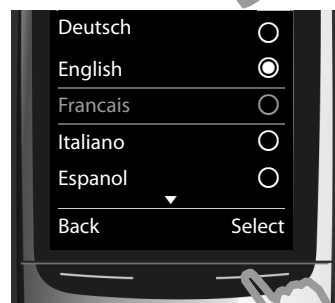 Deutsch
English
Francais
Italiano
Espanol
Back Select